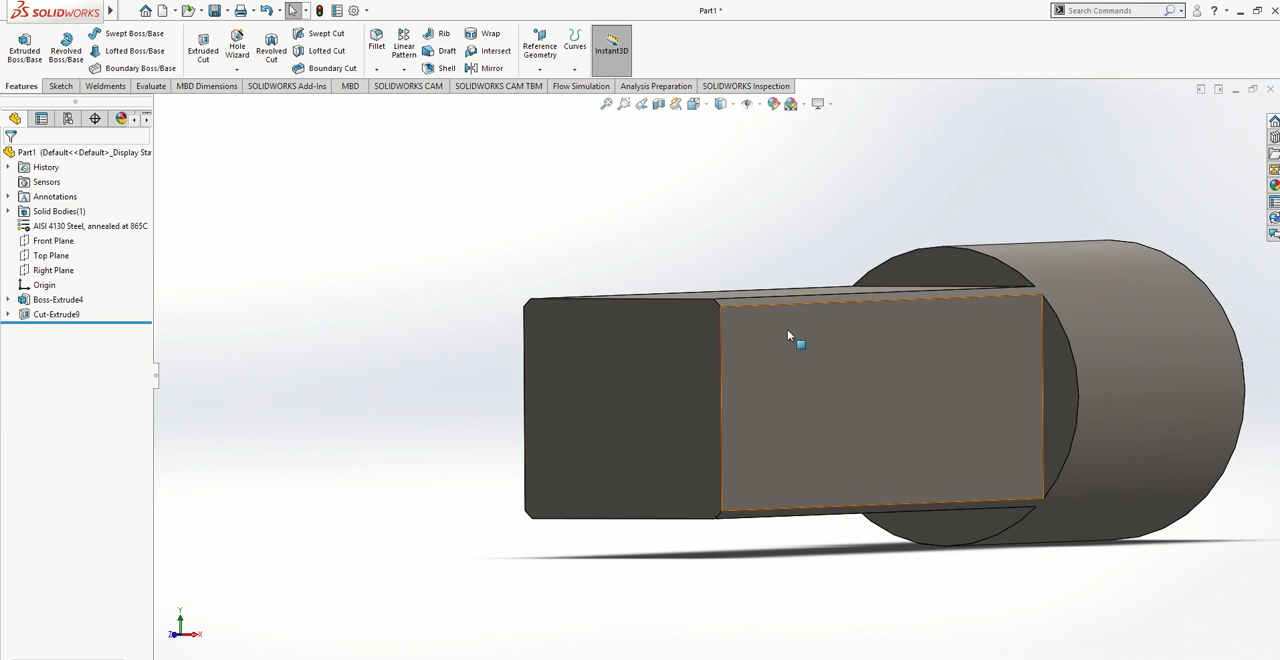 SOLIDWORKS
Part1 *
Search Commands
?
Extruded Boss/Base
Revolved Boss/Base
Swept Boss/Base
Lofted Boss/Base
Boundary Boss/Base
Extruded Cut
Hole Wizard
Revolved Cut
Swept Cut
Lofted Cut
Boundary Cut
Fillet
Linear Pattern
Rib
Draft
Shell
Wrap
Intersect
Mirror
Reference Geometry
Curves
Instant3D
Features
Sketch
Weldments
Evaluate
MBD Dimensions
SOLIDWORKS Add-Ins
MBD
SOLIDWORKS CAM
SOLIDWORKS CAM TBM
Flow Simulation
Analysis Preparation
SOLIDWORKS Inspection
Part1 (Default<<Default>_Display Sta
History
Sensors
Annotations
Solid Bodies(1)
AISI 4130 Steel, annealed at 865C
Front Plane
Top Plane
Right Plane
Origin
Boss-Extrude4
Cut-Extrude9
Y
Z
X